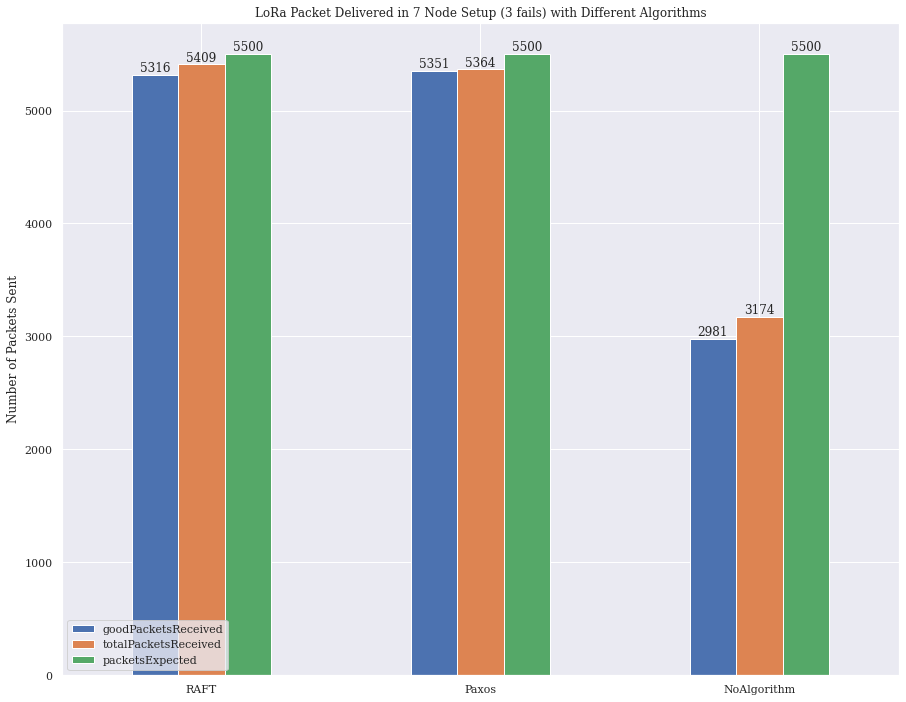 LoRa Packet Delivered in 7 Node Setup (3 fails) with Different Algorithms
Number of Packets Sent
5000
4000
3000
2000
1000
0
5316
5409
5500
5351
5364
5500
2981
3174
5500
goodPacketsReceived
totalPacketsReceived
packetsExpected
RAFT
Paxos
NoAlgorithm